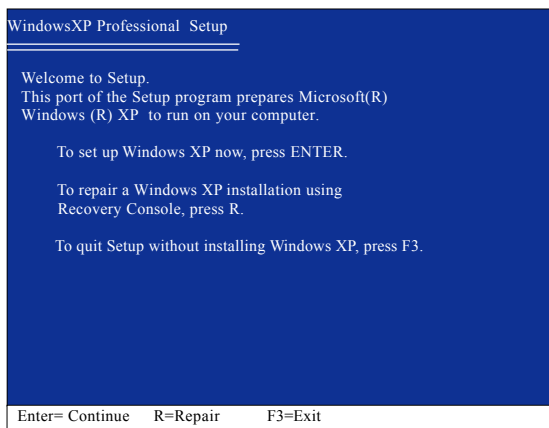 WindowsXP Professional Setup
Welcome to Setup.
This port of the Setup program prepares Microsoft(R)
Windows (R) XP to run on your computer.
To set up Windows XP now, press ENTER.
To repair a Windows XP installation using
Recovery Console, press R.
To quit Setup without installing Windows XP, press F3.
Enter= Continue R=Repair F3=Exit